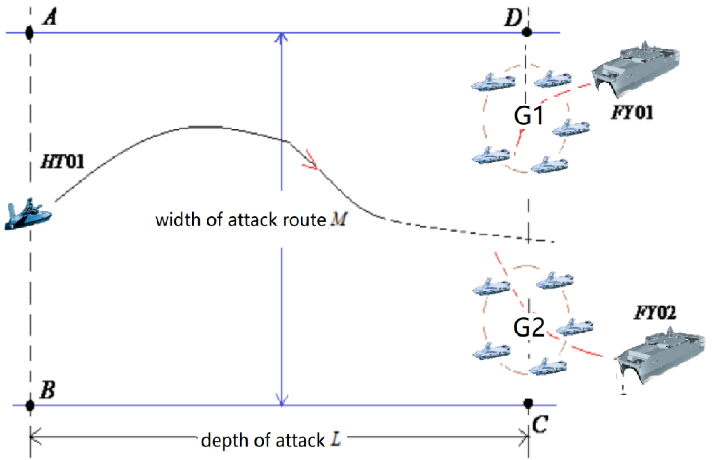 A
D
G1
FY01
HT01
width of attack route M
G2
FY02
B
C
depth of attack L